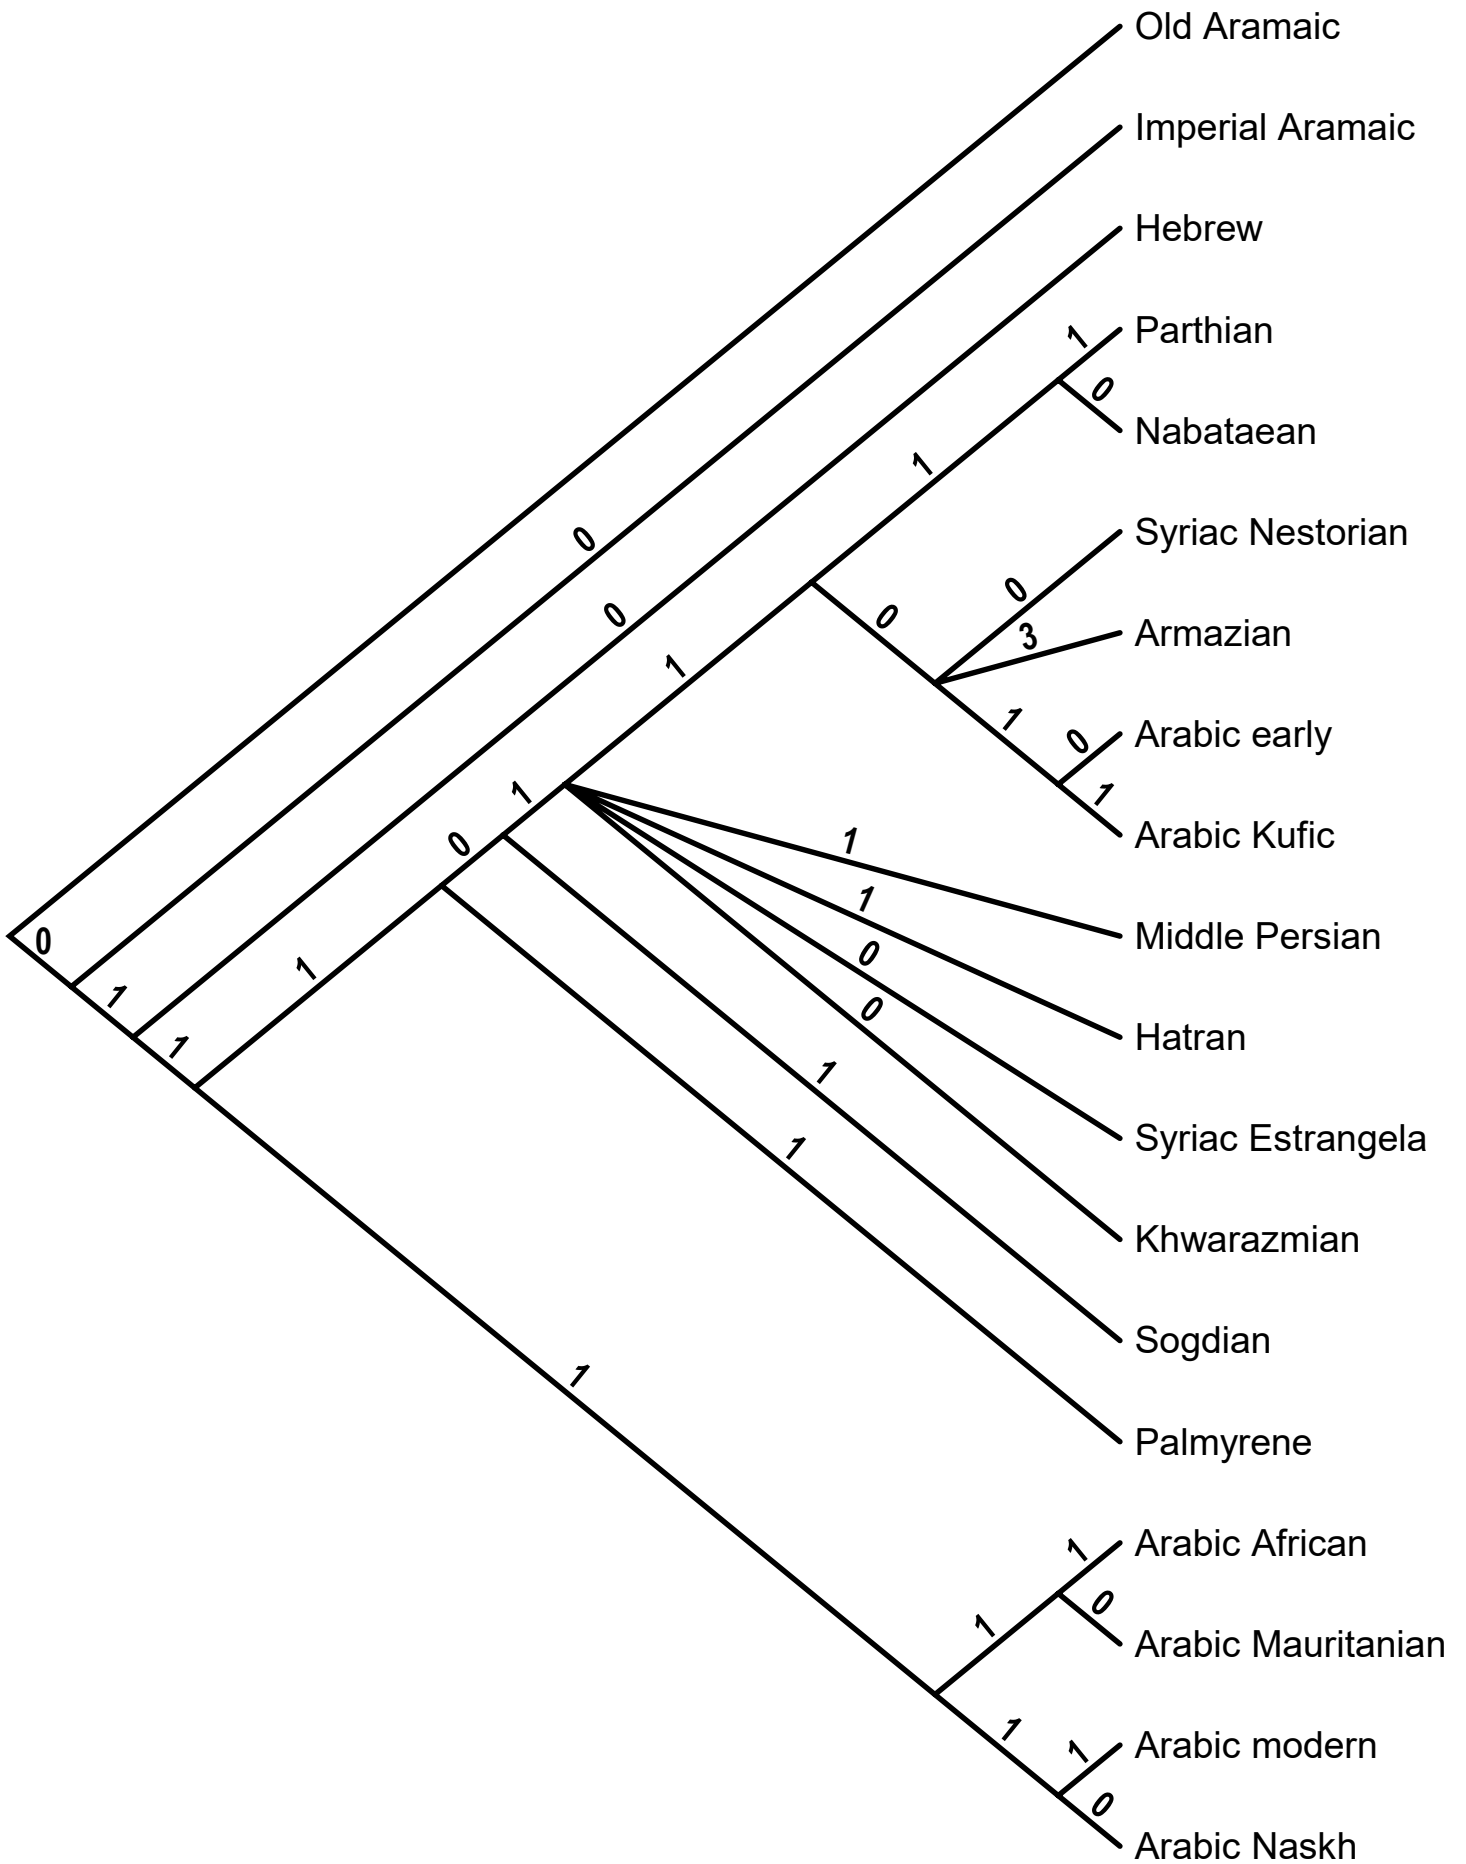 Old Aramaic
Imperial Aramaic
Hebrew
1 Parthian
0
Nabataean
1
Syriac Nestorian
0
0
0
0
3 Armazian
1
1
0 Arabic early
1
1 Arabic Kufic
0
1
Middle Persian
1
0
0
1
1
0
1
Hatran
1
1
Syriac Estrangela
1
Khwarazmian
Sogdian
1
Palmyrene
1 Arabic African
0
1
Arabic Mauritanian
1
1 Arabic modern
0
Arabic Naskh